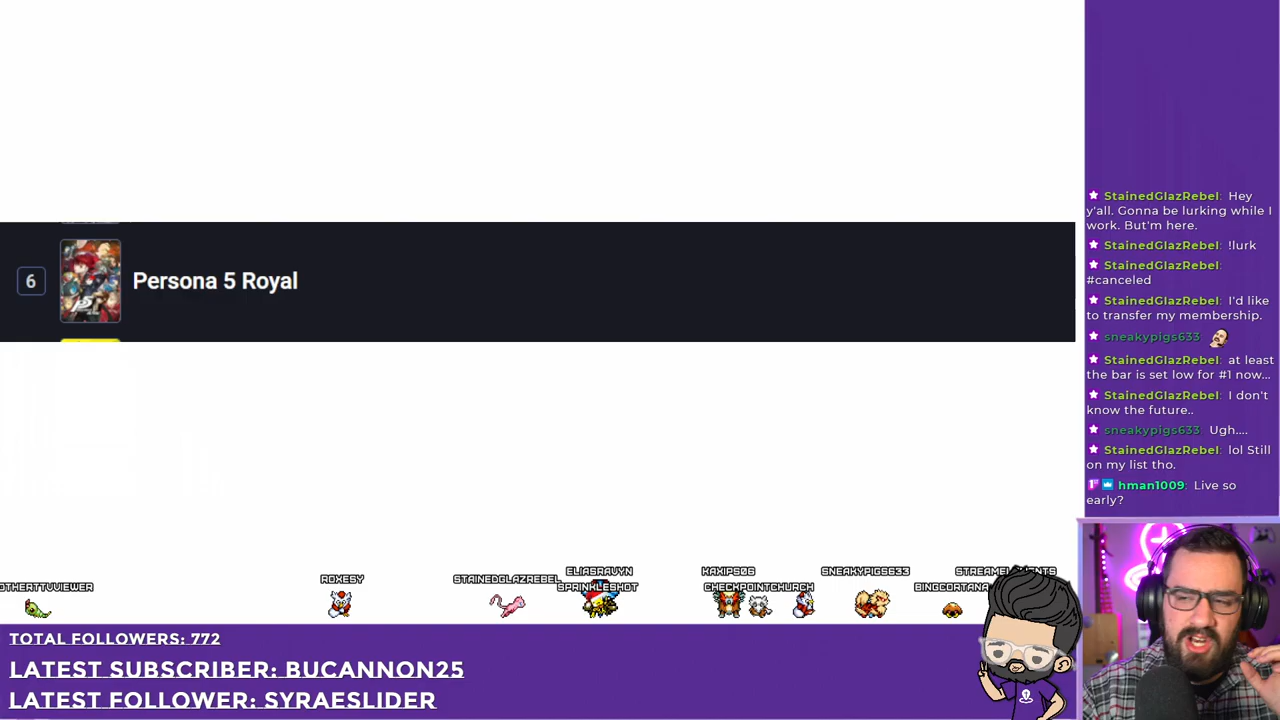 6
Persona 5 Royal
StainedGlazRebel: Hey
y'all. Gonna be lurking while I
work. But'm here.
StainedGlazRebel: !lurk
StainedGlazRebel:
#canceled
StainedGlazRebel: I'd like
to transfer my membership.
sneakypigs633
StainedGlazRebel: at least
the bar is set low for #1 now...
StainedGlazRebel: I don't
know the future..
sneakypigs633 Ugh....
StainedGlazRebel: lol Still
on my list tho.
hman1009: Live so
early?
ELIASRAVYN
ROXESY
STAINEDGLAZREBEL
SPRINKLESHOT
CHECKPOINTCHURCH
SNEAKYPIGS633
BINGCORTANA
TOTAL FOLLOWERS: 772
LATEST SUBSCRIBER: BUCANNON25
LATEST FOLLOWER: SYRAESLIDER